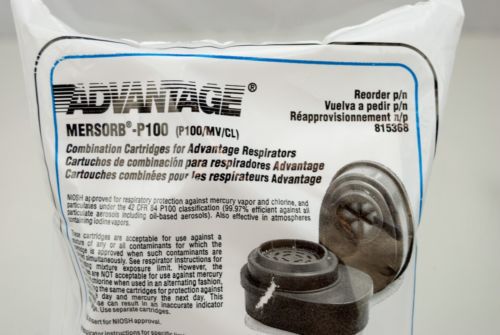 ADVANTAGE®
MERSORB®-P100 (P100/MV/CL)
Reorder p/n
Vuelva a pedir p/n
Réapprovisionnement n/p
815368
Combination Cartridges for Advantage Respirators
Cartuchos de combinación para respiradores Advantage
Cartouches combinées pour les respirateurs Advantage
NIOSH approved for respiratory protection against mercury vapor and chlorine, and
particulates under the 42 CFR 84 P100 classification (99.97% efficient against all
particulate aerosols including oil-based aerosols). Also effective in atmospheres
containing iodine vapors.
These cartridges are acceptable for use against a
mixture of any or all contaminants for which the
is approved when such contaminants are
simultaneously. See respirator instructions for
mixture exposure limit. However, the
are NOT acceptable for use against mercury
chlorine when used in an alternating fashion,
the same cartridges for protection against
day and mercury the next day. This
use can result in an inaccurate indicator
Use separate cartridges.
for NIOSH approval.
instructions for specific